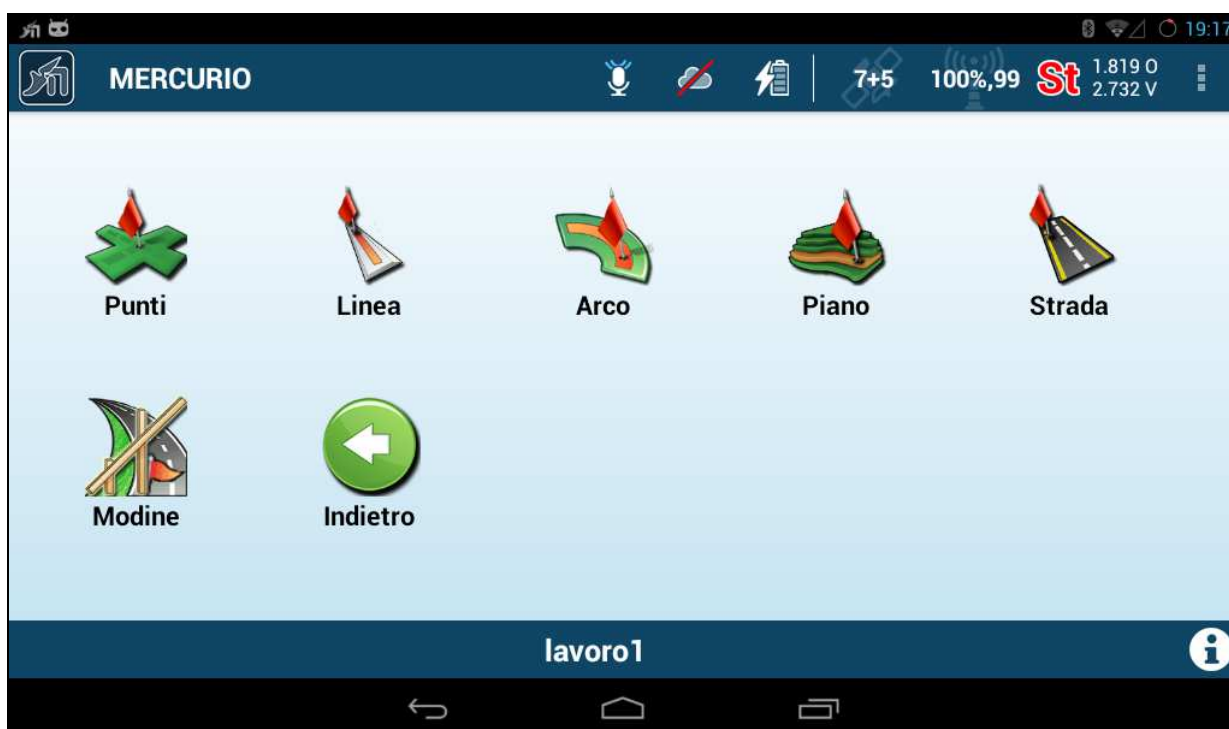 19:17
MERCURIO
7+5
100%,99
St
1.819 O
2.732 V
Punti
Linea
Arco
Piano
Strada
Modine
Indietro
lavoro1
i